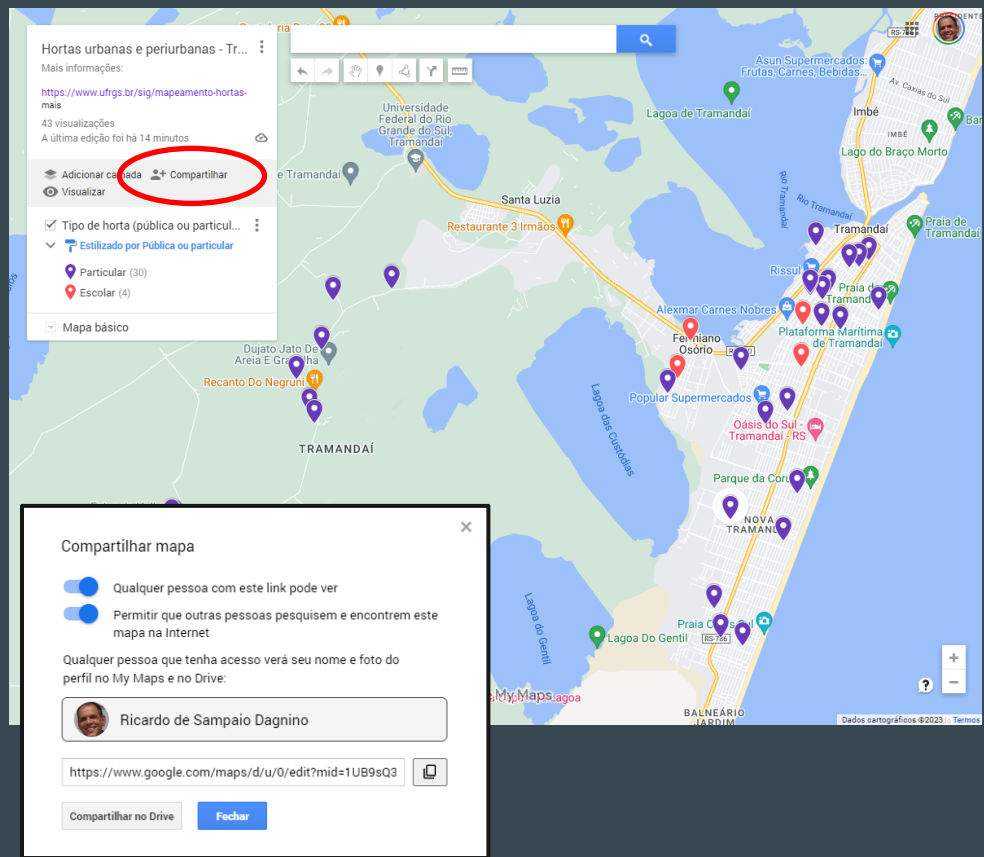 Hortas urbanas e periurbanas - Tr...
Mais informações:
https://www.ufrgs.br/sig/mapeamento-hortas-
mais
43 visualizações
A última edição foi há 14 minutos
Adicionar camada
Compartilhar
Visualizar
Tipo de horta (pública ou particul...
Estilizado por Pública ou particular
Particular (30)
Escolar (4)
Mapa básico
Universidade
Federal do Rio
Grande do Sul,
Tramandaí
e Tramandaí
Santa Luzia
Restaurante 3 Irmãos
Lagoa de Tramandaí
Asun Supermercados:
Frutas, Carnes, Bebidas...
Av. Caxias do Sul
Imbé
IMBÉ
Lago do Braço Morto
Rio Tramandaí
Rio Tramandaí
Tramandaí
Praia de
Tramandaí
Rissul
Alexmar Carnes Nobres
Plataforma Marítima
de Tramandaí
Osório
Dujato Jato De
Recanto Do Negruni
TRAMANDAÍ
Popular Supermercados
Lagoa das Custódias
Oásis do Sul -
Tramandaí - RS
Parque da
NOVA
Lagoa do Gentil
Lagoa Do Gentil
RS-786
Praia
My Maps
BALNEÁRIO
JARDIM
Dados cartográficos ©2023
Termos
Compartilhar mapa
Qualquer pessoa com este link pode ver
Permitir que outras pessoas pesquisem e encontrem este
mapa na Internet
Qualquer pessoa que tenha acesso verá seu nome e foto do
perfil no My Maps e no Drive:
Ricardo de Sampaio Dagnino
https://www.google.com/maps/d/u/0/edit?mid=1UB9sQ3
Compartilhar no Drive
Fechar